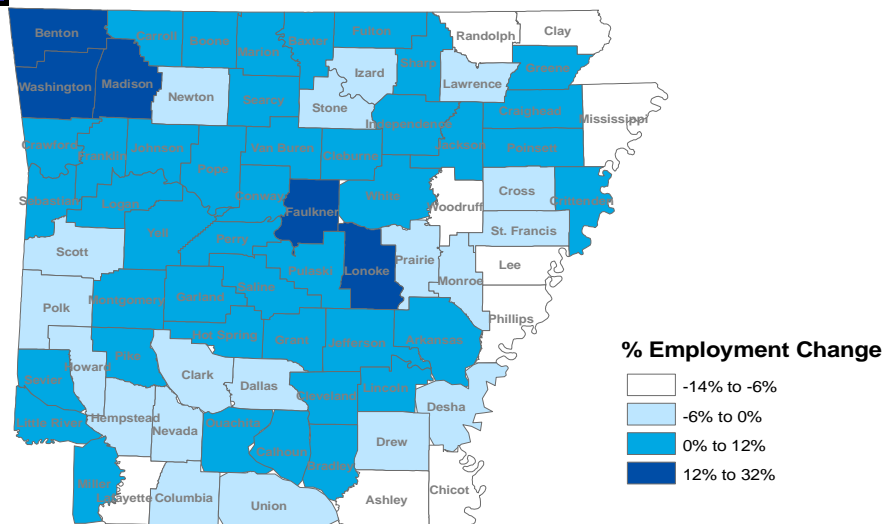 Benton
Carroll
Boone
Marion
Baxter
Fulton
Randolph
Clay
Washington
Madison
Newton
Searcy
Stone
Izard
Sharp
Lawrence
Greene
Craighead
Mississippi
Independence
Jackson
Poinsett
Crawford
Franklin
Johnson
Pope
Van Buren
Cleburne
Sebastian
Logan
Conway
Faulkner
White
Woodruff
Cross
Crittenden
St. Francis
Scott
Yell
Perry
Pulaski
Lonoke
Prairie
Monroe
Lee
Phillips
Polk
Montgomery
Garland
Saline
Hot Spring
Grant
Jefferson
Arkansas
Howard
Pike
Clark
Dallas
Cleveland
Lincoln
Desha
Sevier
Little River
Hempstead
Nevada
Ouachita
Calhoun
Bradley
Drew
Miller
Lafayette
Columbia
Union
Ashley
Chicot
% Employment Change
-14% to -6%
-6% to 0%
0% to 12%
12% to 32%